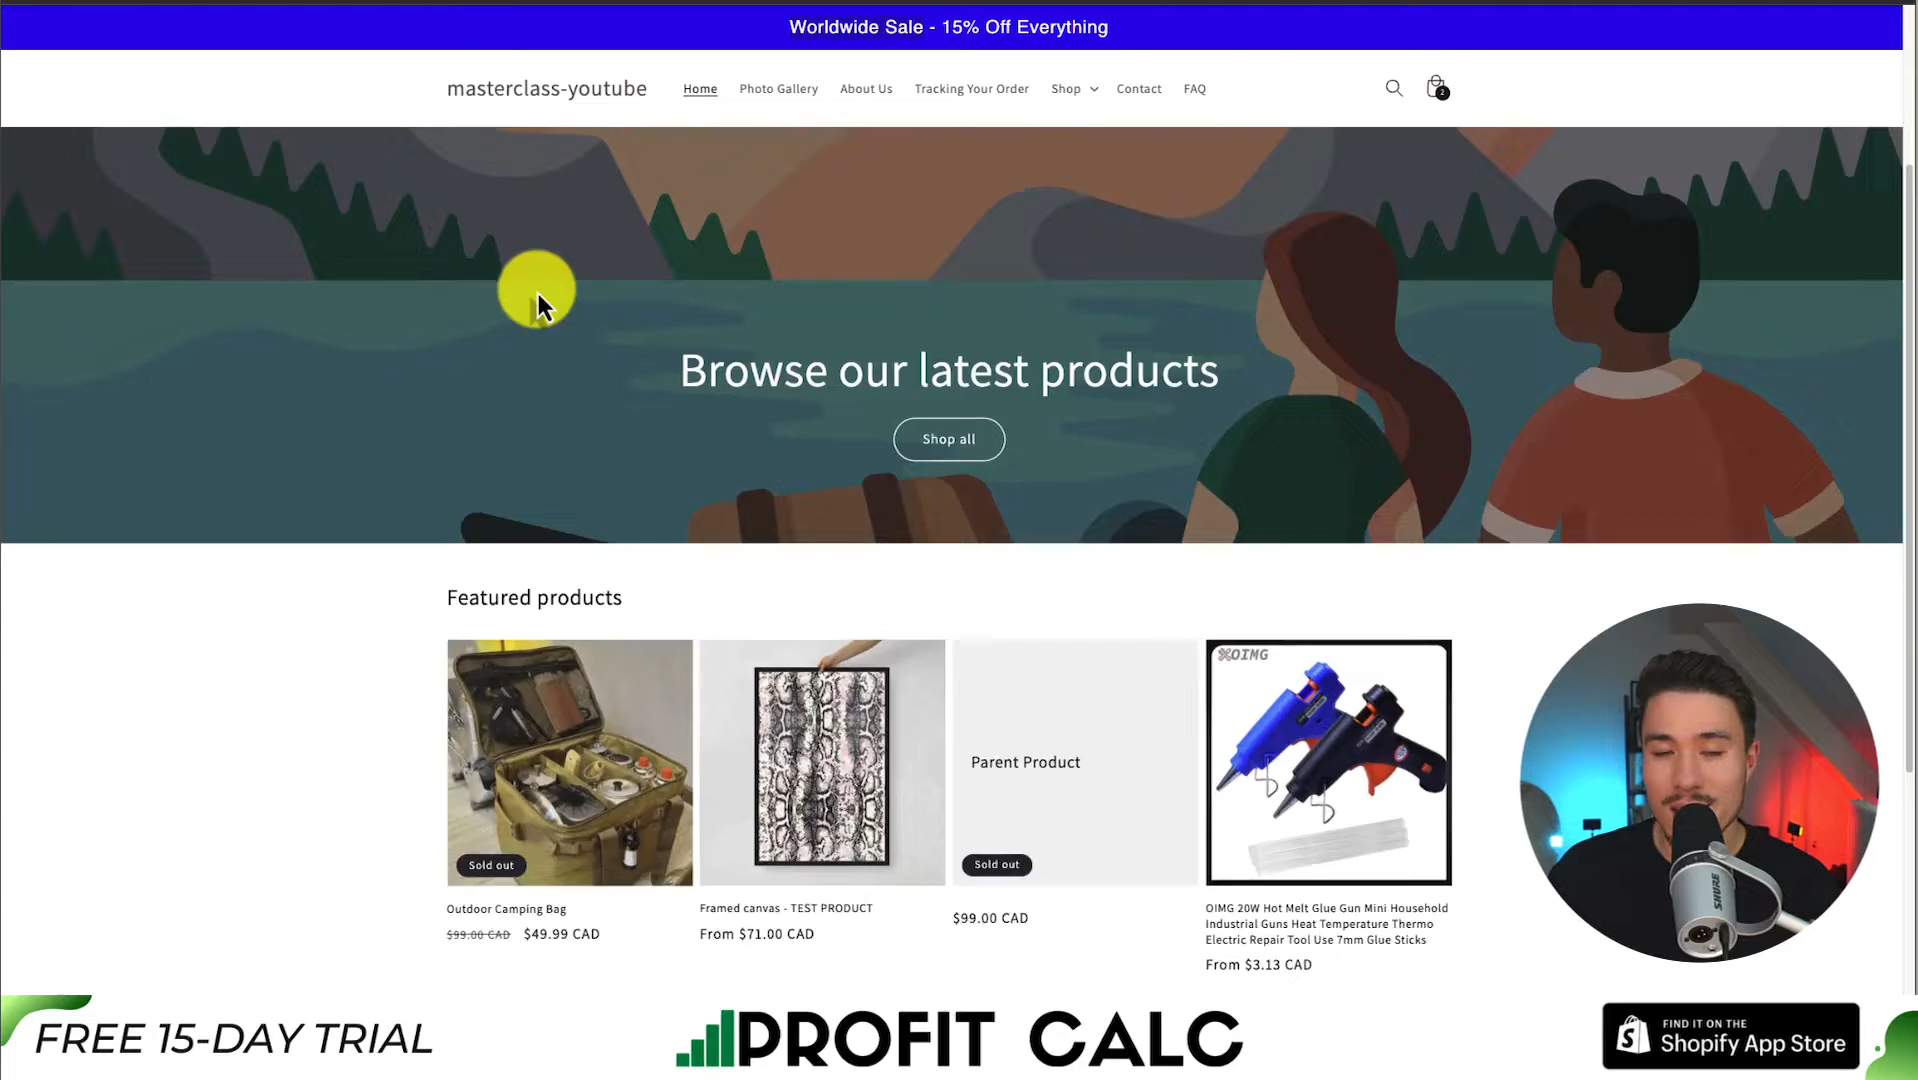 Worldwide Sale - 15% Off Everything
masterclass-youtube
Home
Photo Gallery
About Us
Tracking Your Order
Shop
Contact
FAQ
2
Browse our latest products
Shop all
Featured products
OIMG
Parent Product
Sold out
Sold out
Outdoor Camping Bag
$99.00 CAD $49.99 CAD
Framed canvas - TEST PRODUCT
From $71.00 CAD
$99.00 CAD
OIMG 20W Hot Melt Glue Gun Mini Household
Industrial Guns Heat Temperature Thermo
Electric Repair Tool Use 7mm Glue Sticks
From $3.13 CAD
SHURE
FREE 15-DAY TRIAL
PROFIT CALC
FIND IT ON THE
Shopify App Store